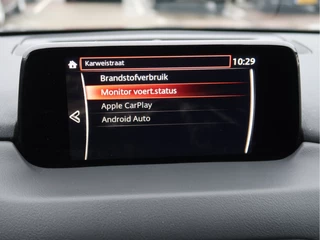 Karweistraat
10:29
Brandstofverbruik
Monitor voert.status
Apple CarPlay
Android Auto